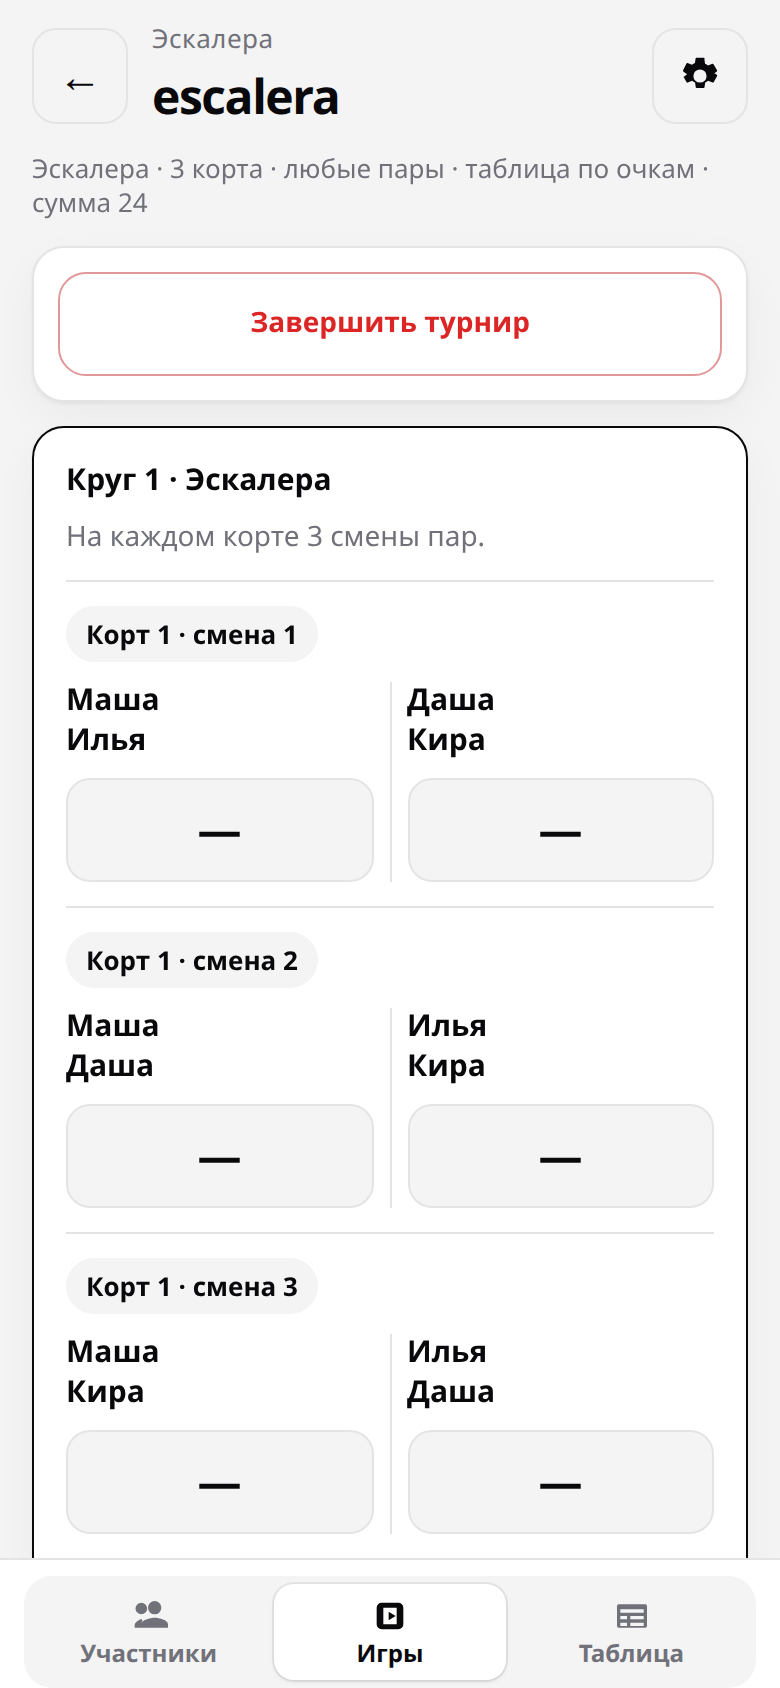 Эскалера
escalera
Эскалера · 3 корта · любые пары · таблица по очкам ·
сумма 24
Завершить турнир
Круг 1 · Эскалера
На каждом корте 3 смены пар.
Корт 1 · смена 1
Маша
Илья
Даша
Кира
—
—
Корт 1 · смена 2
Маша
Даша
Илья
Кира
—
—
Корт 1 · смена 3
Маша
Кира
Илья
Даша
—
—
Участники
Игры
Таблица